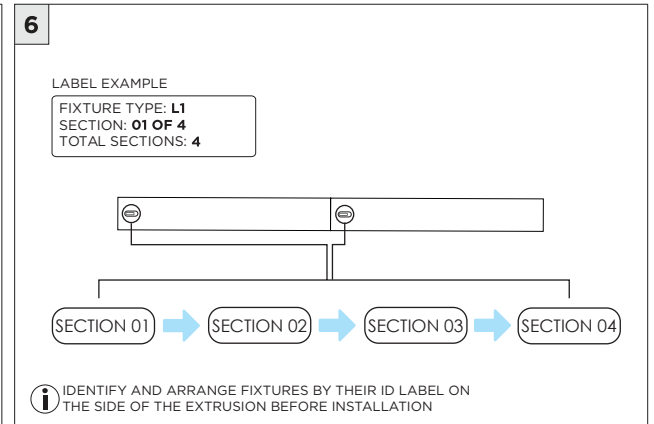 6
LABEL EXAMPLE
FIXTURE TYPE: L1
SECTION: 01 OF 4
TOTAL SECTIONS: 4
SECTION 01
SECTION 02
SECTION 03
SECTION 04
IDENTIFY AND ARRANGE FIXTURES BY THEIR ID LABEL ON
THE SIDE OF THE EXTRUSION BEFORE INSTALLATION